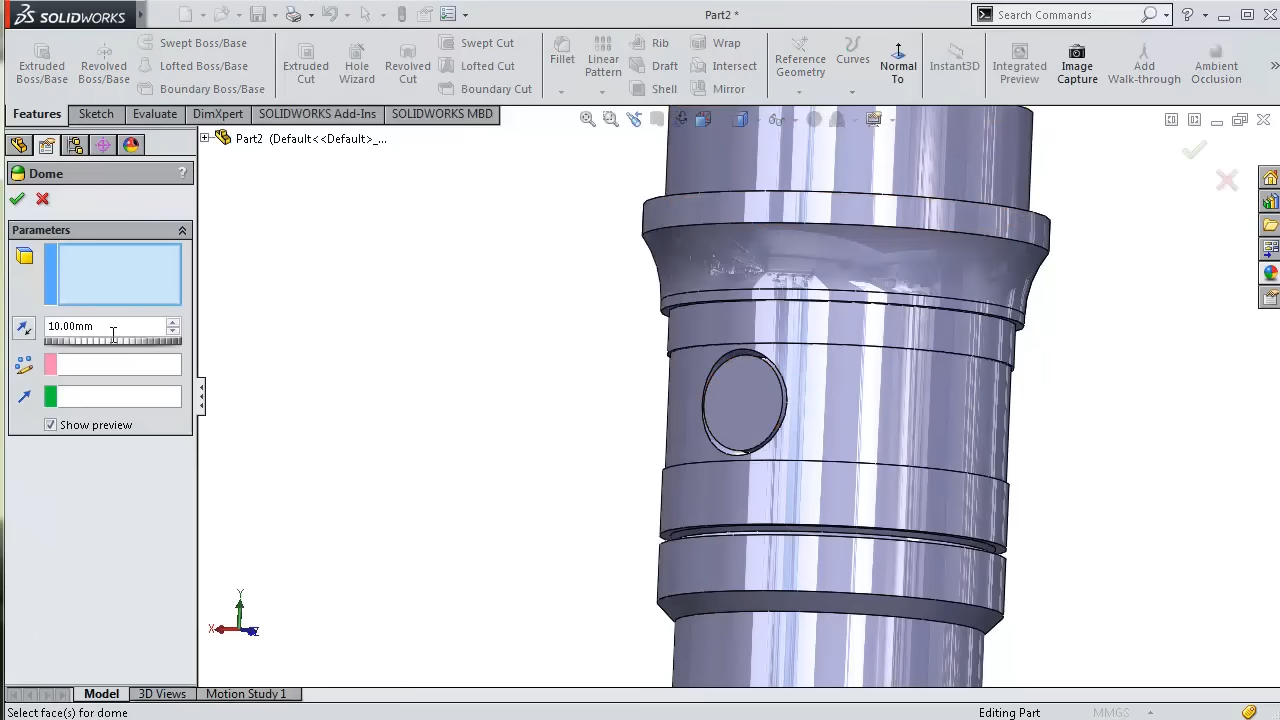 SOLIDWORKS
Part2 *
Search Commands
Extruded Boss/Base
Revolved Boss/Base
Swept Boss/Base
Lofted Boss/Base
Boundary Boss/Base
Extruded Cut
Hole Wizard
Revolved Cut
Swept Cut
Lofted Cut
Boundary Cut
Fillet
Linear Pattern
Rib
Draft
Shell
Wrap
Intersect
Mirror
Reference Geometry
Curves
Normal To
Instant3D
Integrated Preview
Image Capture
Add Walk-through
Ambient Occlusion
Features
Sketch
Evaluate
DimXpert
SOLIDWORKS Add-Ins
SOLIDWORKS MBD
Part2 (Default<<Default>_...
Dome
?
Parameters
10.00mm
Show preview
Y
X
Z
Model
3D Views
Motion Study 1
Select face(s) for dome
Editing Part
MMGS